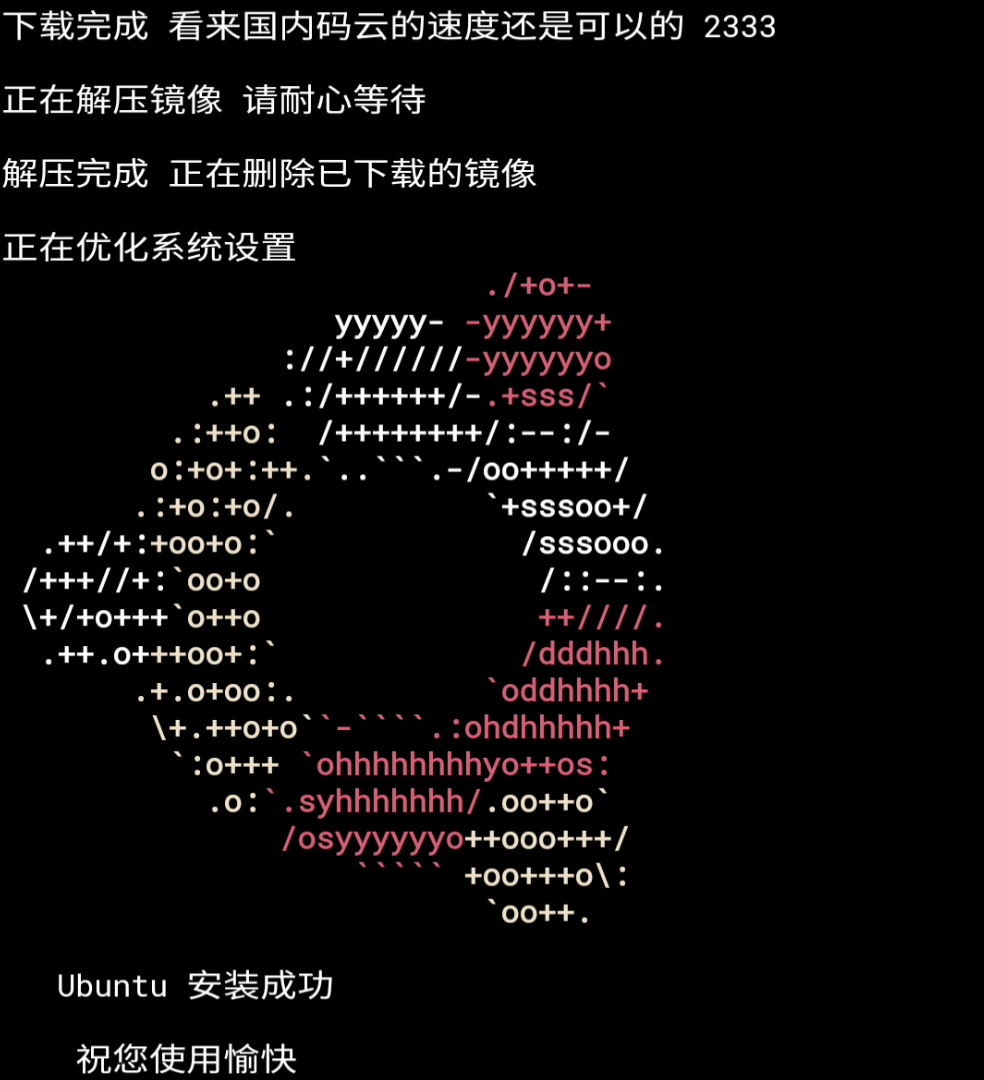 下载完成 看来国内码云的速度还是可以的 2333
正在解压镜像 请耐心等待
解压完成 正在删除已下载的镜像
正在优化系统设置
                          ./+o+-
                  yyyyy- -yyyyyy+
               ://+//////-yyyyyyo
           .++ .:/++++++/-.+sss/`
         .:++o:  /++++++++/:--:/-
        o:+o+:++.`..```.-/oo+++++/
       .:+o:+o/.          `+sssoo+/
  .++/+:+oo+o:`             /sssooo.
 /+++//+:`oo+o               /::--:.
 \+/+o+++`o++o               ++////.
  .++.o+++oo+:`             /dddhhh.
       .+.o+oo:.          `oddhhhh+
        \+.++o+o``-````.:ohdhhhhh+
         `:o+++ `ohhhhhhhhyo++os:
           .o:`.syhhhhhhh/.oo++o`
               /osyyyyyyo++ooo+++/
                   ````` +oo+++o\:
                          `oo++.
Ubuntu 安装成功
祝您使用愉快